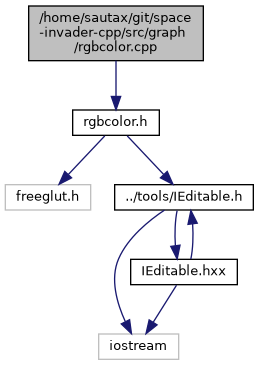 /home/sautax/git/space
-invader-cpp/src/graph
/rgbcolor.cpp
rgbcolor.h
freeglut.h
../tools/IEditable.h
IEditable.hxx
iostream